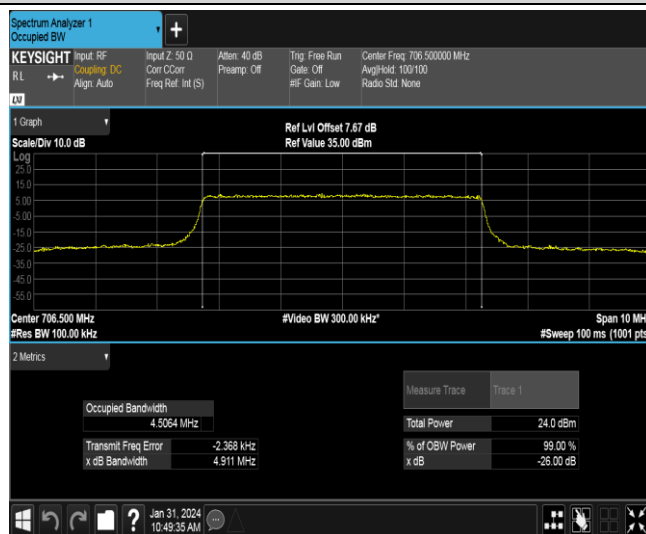 Spectrum Analyzer 1
Occupied BW
+
KEYSIGHT
RL
Input: RF
Coupling: DC
Align: Auto
Input Z: 50 Ω
Corr CCorr
Freq Ref: Int (S)
Atten: 40 dB
Preamp: Off
Trig: Free Run
Gate: Off
#IF Gain: Low
Center Freq: 706.500000 MHz
Avg|Hold: 100/100
Radio Std: None
LXI
1 Graph
Scale/Div 10.0 dB
Ref Lvl Offset 7.67 dB
Ref Value 35.00 dBm
Log
25.0
15.0
5.00
-5.00
-15.0
-25.0
-35.0
-45.0
-55.0
Center 706.500 MHz
#Res BW 100.00 kHz
#Video BW 300.00 kHz*
Span 10 MH
#Sweep 100 ms (1001 pts
2 Metrics
Measure Trace Trace 1
Occupied Bandwidth
4.5064 MHz
Total Power 24.0 dBm
Transmit Freq Error -2.368 kHz
% of OBW Power 99.00 %
x dB Bandwidth 4.911 MHz
x dB -26.00 dB
?
Jan 31, 2024
10:49:35 AM